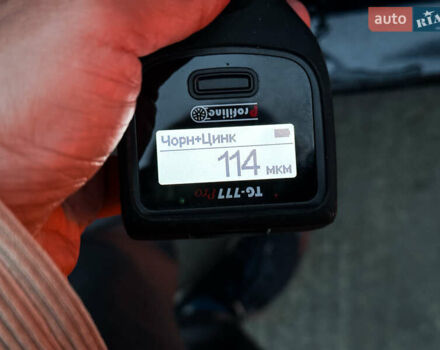 auto RIA
Profiline
Чорн+Цинк
114 мкм
TG-777 Pro